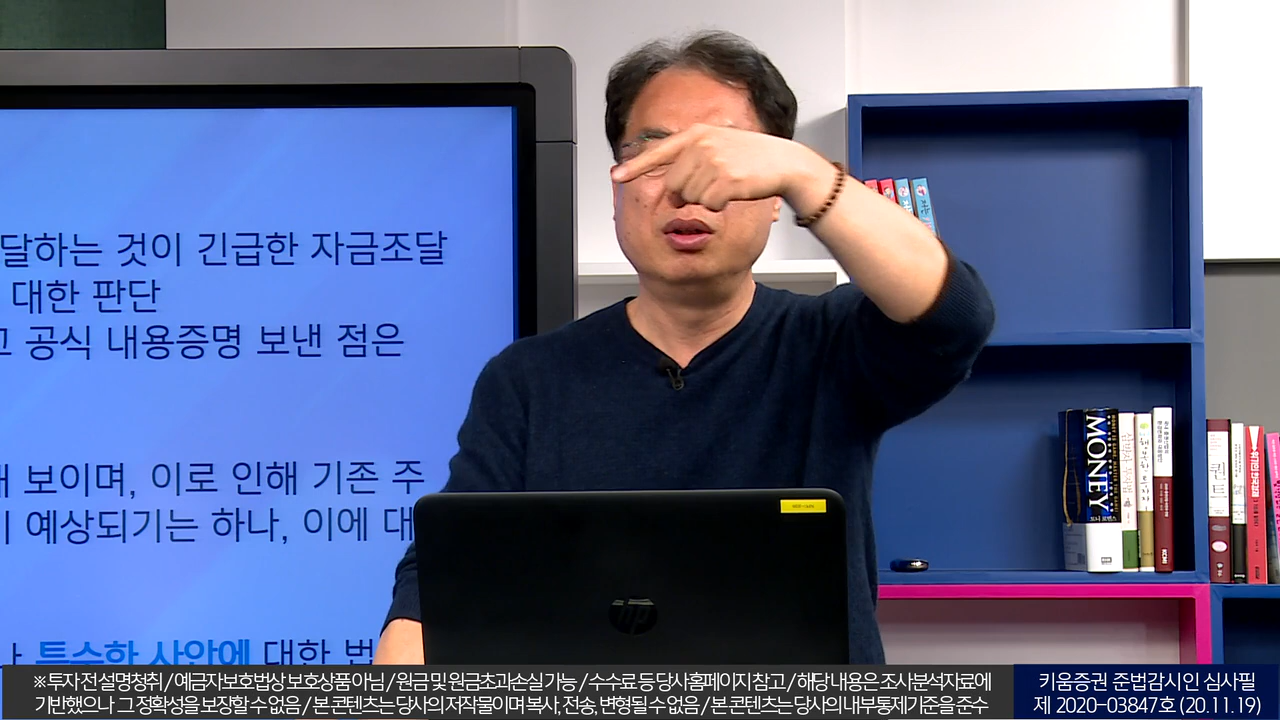 달하는 것이 긴급한 자금조달
대한 판단
공식 내용증명 보낸 점은
보이며, 이로 인해 기존 주
예상되기는 하나, 이에 대
특수한 사안에 대한 법
MONEY
퀀트
KCMI
hp
※ 투자 전 설명청취 / 예금자보호법상 보호상품 아님 / 원금 및 원금초과손실 가능 / 수수료 등 당사 홈페이지 참고 / 해당 내용은 조사분석자료에
기반했으나 그 정확성을 보장할 수 없음 / 본 콘텐츠는 당사의 저작물이며 복사, 전송, 변형될 수 없음 / 본 콘텐츠는 당사의 내부통제기준을 준수
키움증권 준법감시인 심사필
제 2020-03847호 (20.11.19)